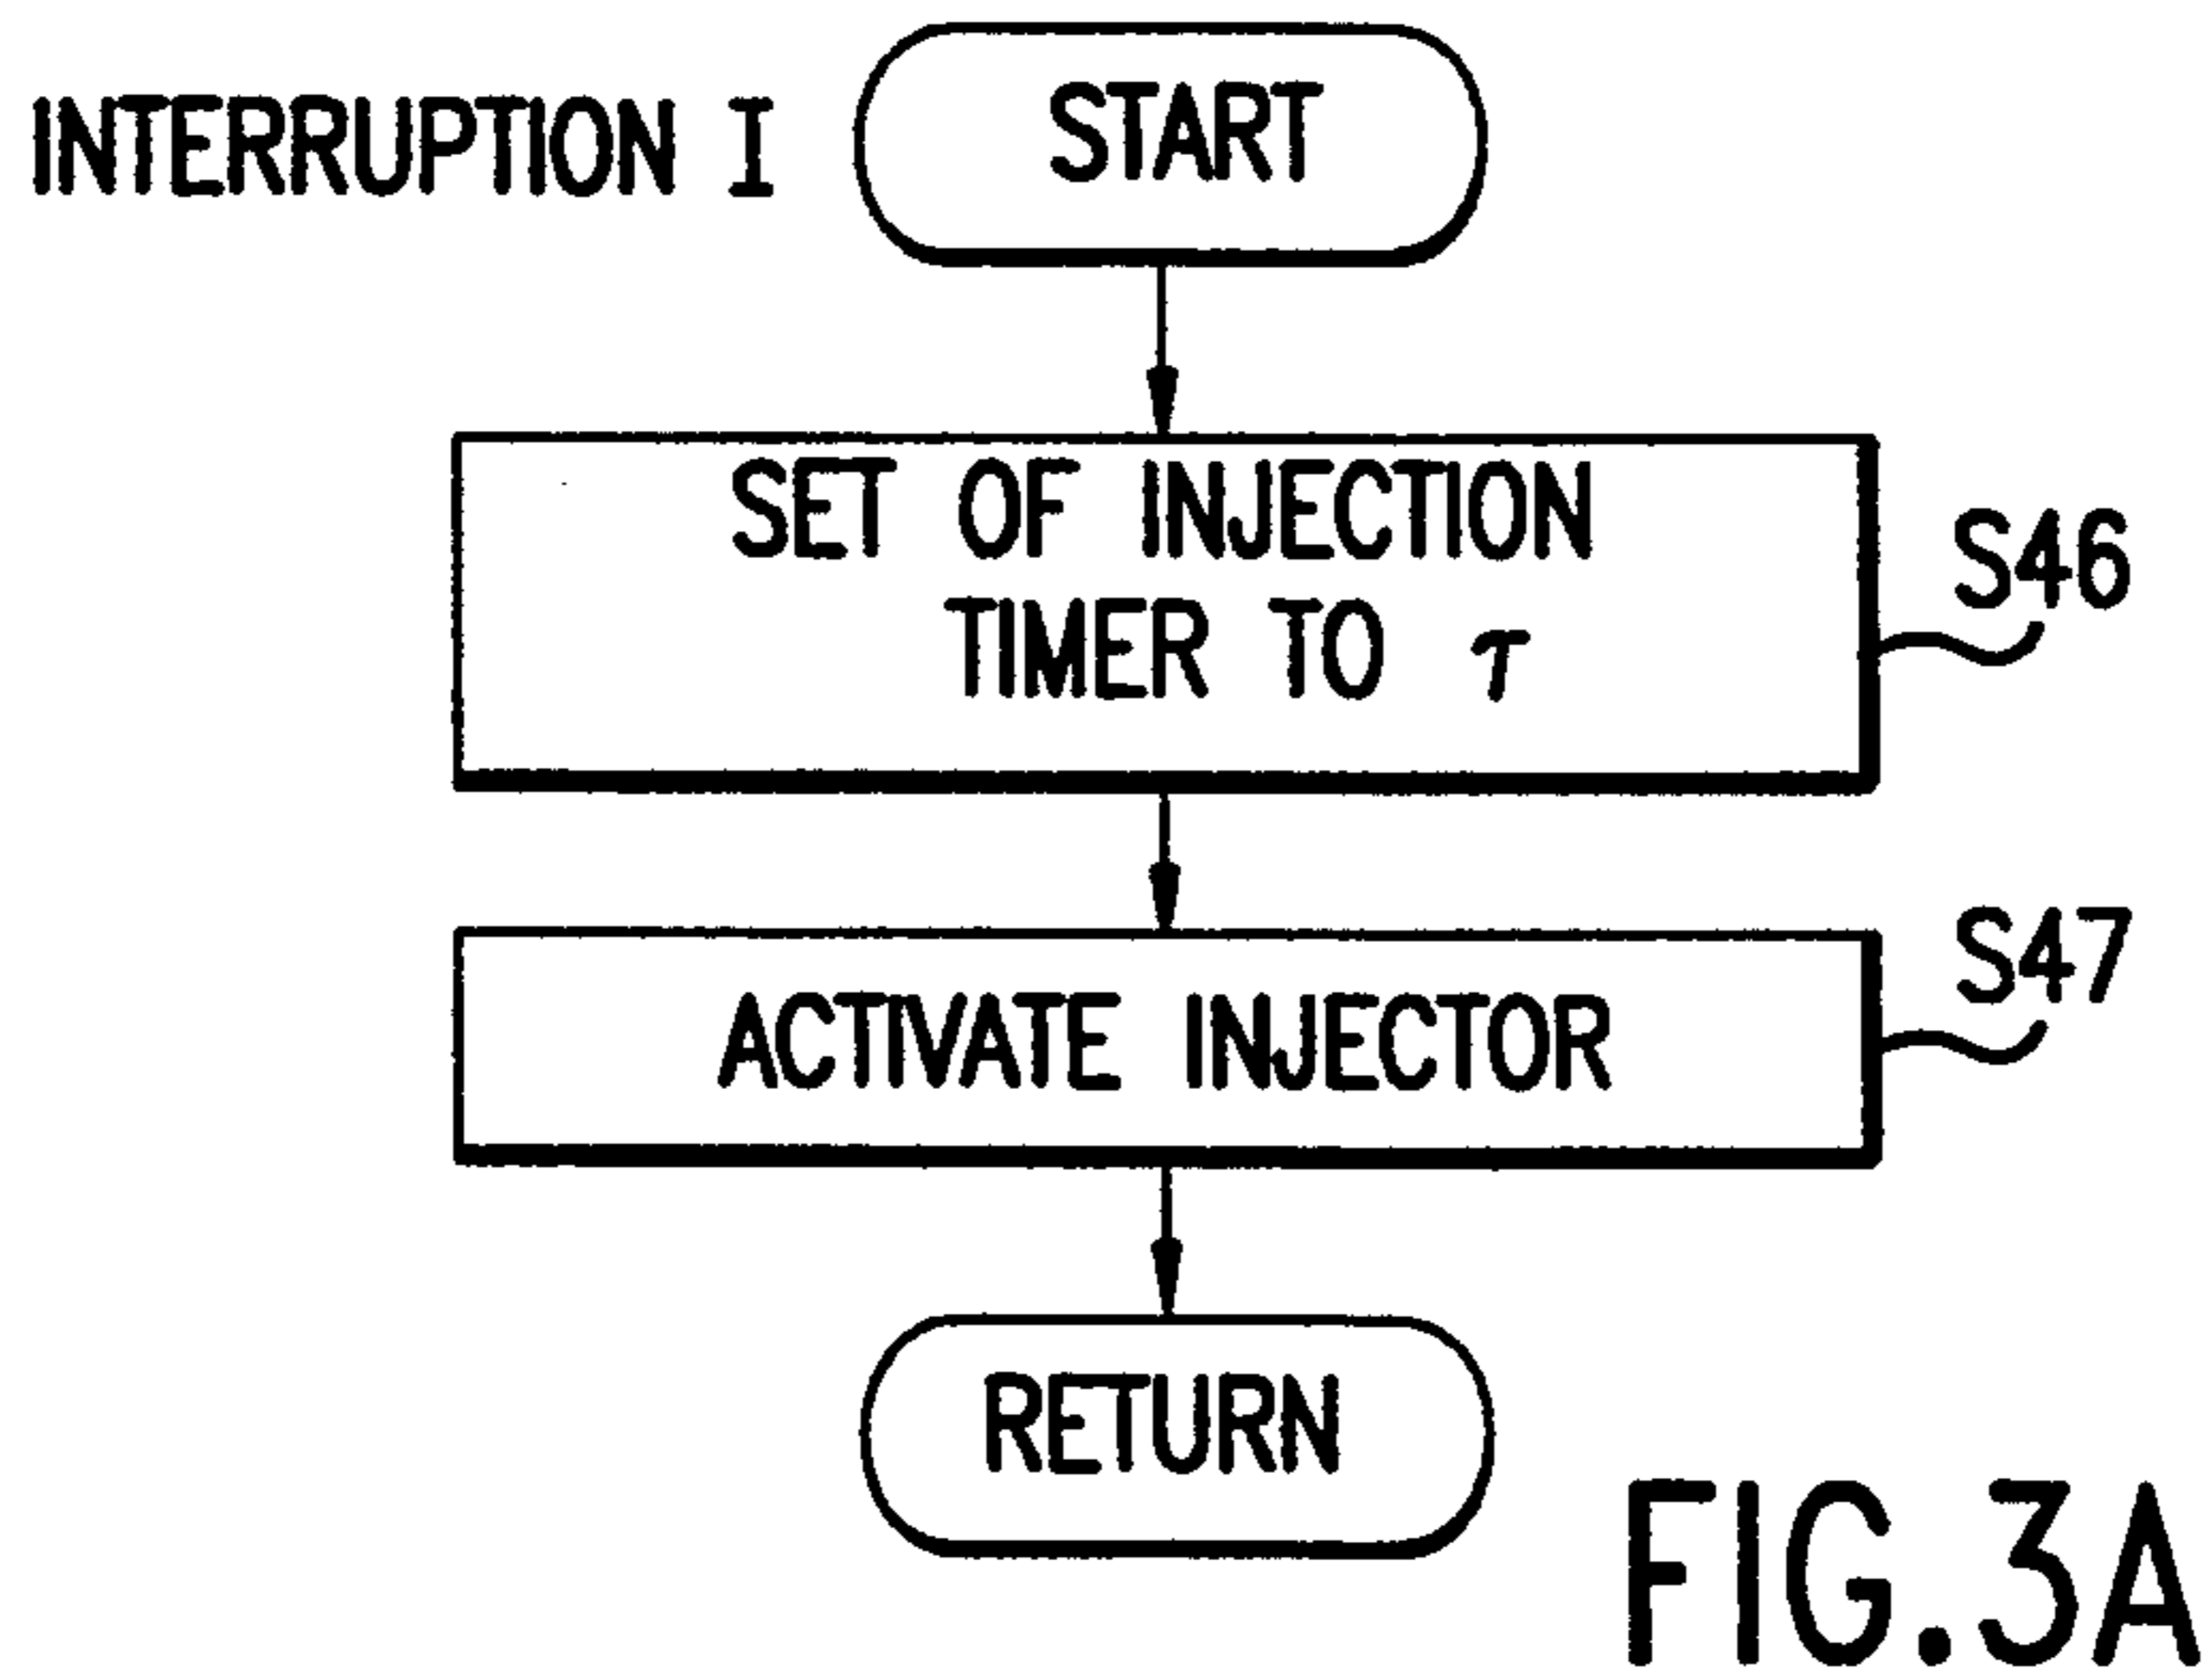 INTERRUPTION I
START
SET OF INJECTION
TIMER TO τ
S46
ACTIVATE INJECTOR
S47
RETURN
FIG.3A